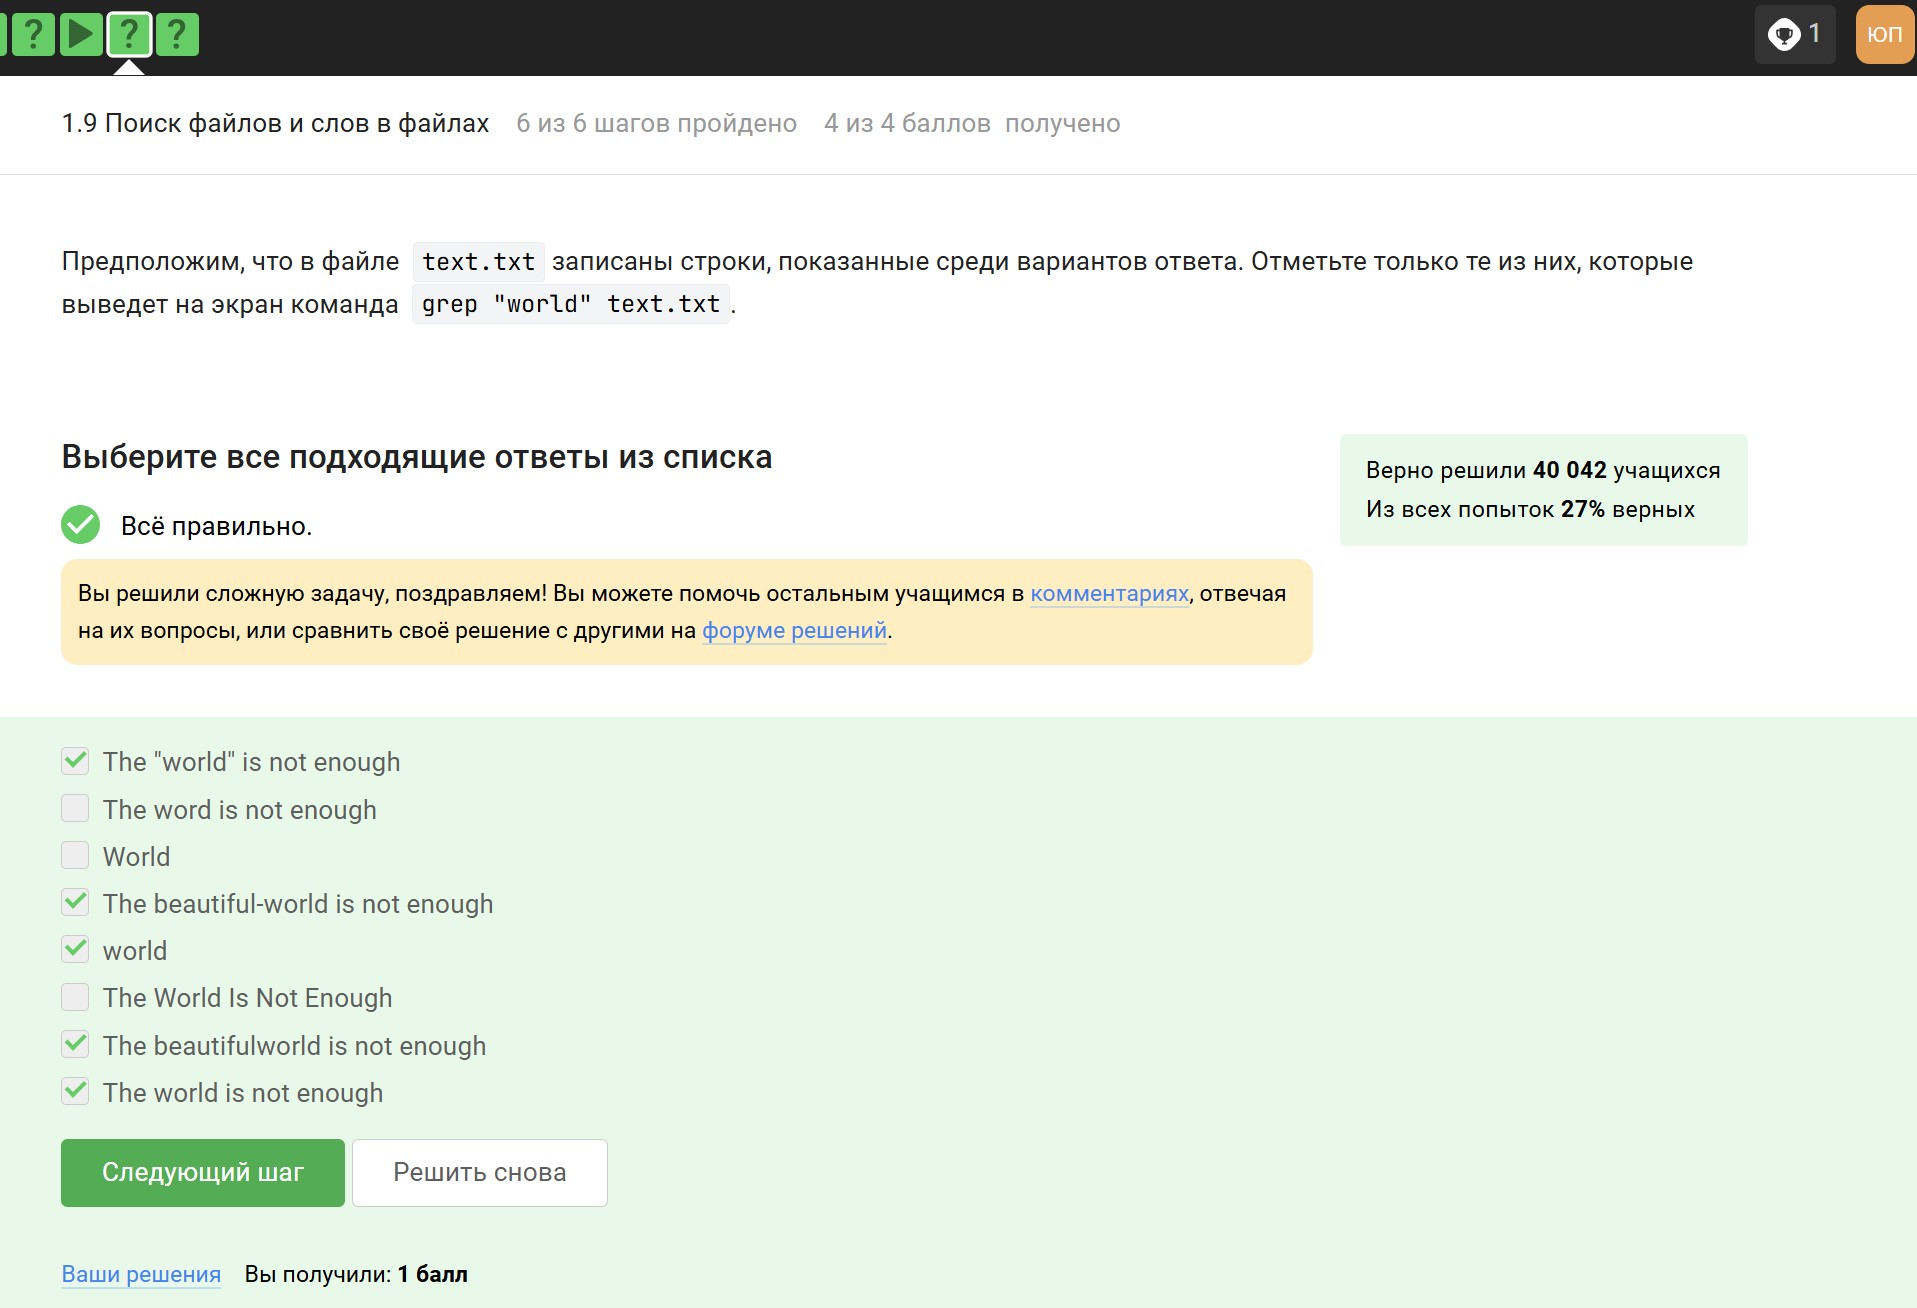 ? ? ?
1
ЮП
1.9 Поиск файлов и слов в файлах 6 из 6 шагов пройдено 4 из 4 баллов получено
Предположим, что в файле text.txt записаны строки, показанные среди вариантов ответа. Отметьте только те из них, которые
выведет на экран команда grep "world" text.txt.
Выберите все подходящие ответы из списка
Верно решили 40 042 учащихся
Из всех попыток 27% верных
Всё правильно.
Вы решили сложную задачу, поздравляем! Вы можете помочь остальным учащимся в комментариях, отвечая
на их вопросы, или сравнить своё решение с другими на форуме решений.
The "world" is not enough
The word is not enough
World
The beautiful-world is not enough
world
The World Is Not Enough
The beautifulworld is not enough
The world is not enough
Следующий шаг Решить снова
Ваши решения Вы получили: 1 балл